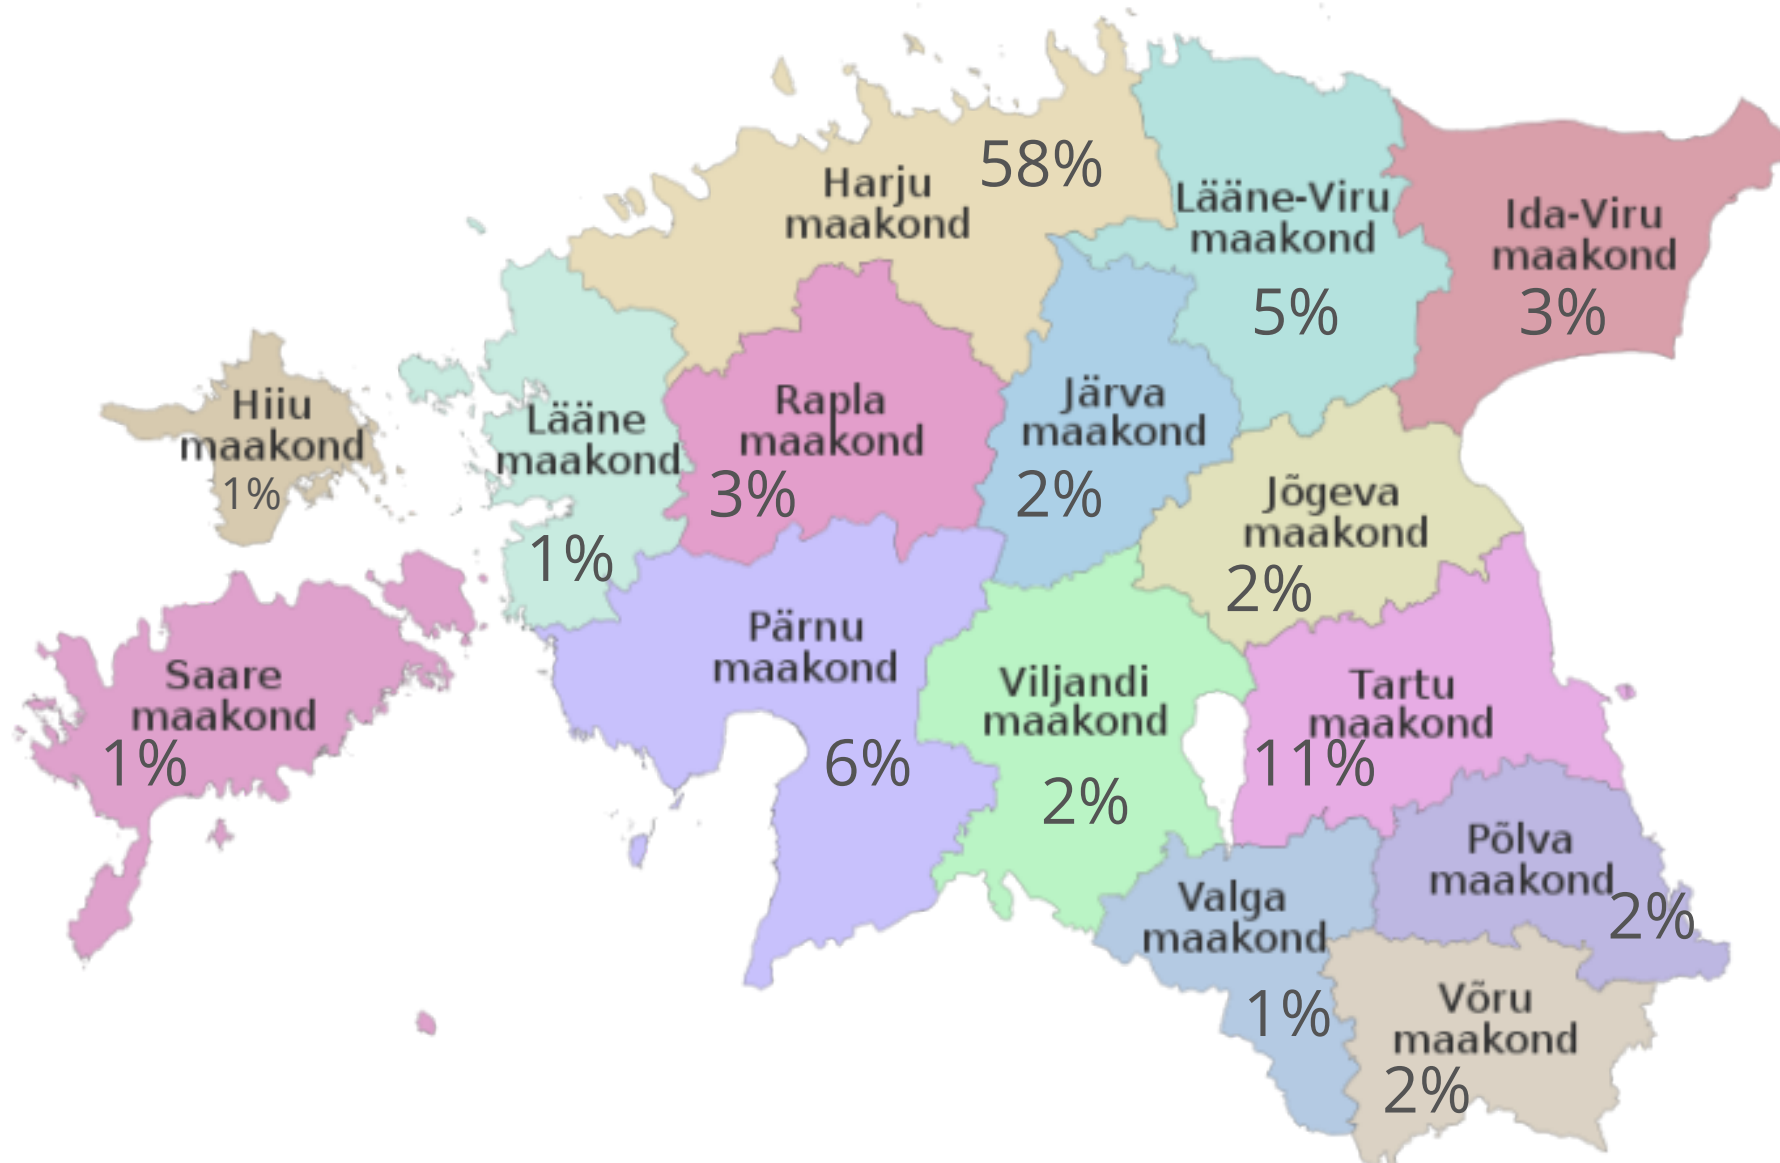 Harju
maakond
58%
Lääne-Viru
maakond
5%
Ida-Viru
maakond
3%
Hiiu
maakond
1%
Lääne
maakond
1%
Rapla
maakond
3%
Järva
maakond
2%
Jõgeva
maakond
2%
Saare
maakond
1%
Pärnu
maakond
6%
Viljandi
maakond
2%
Tartu
maakond
11%
Põlva
maakond
2%
Valga
maakond
1%
Võru
maakond
2%